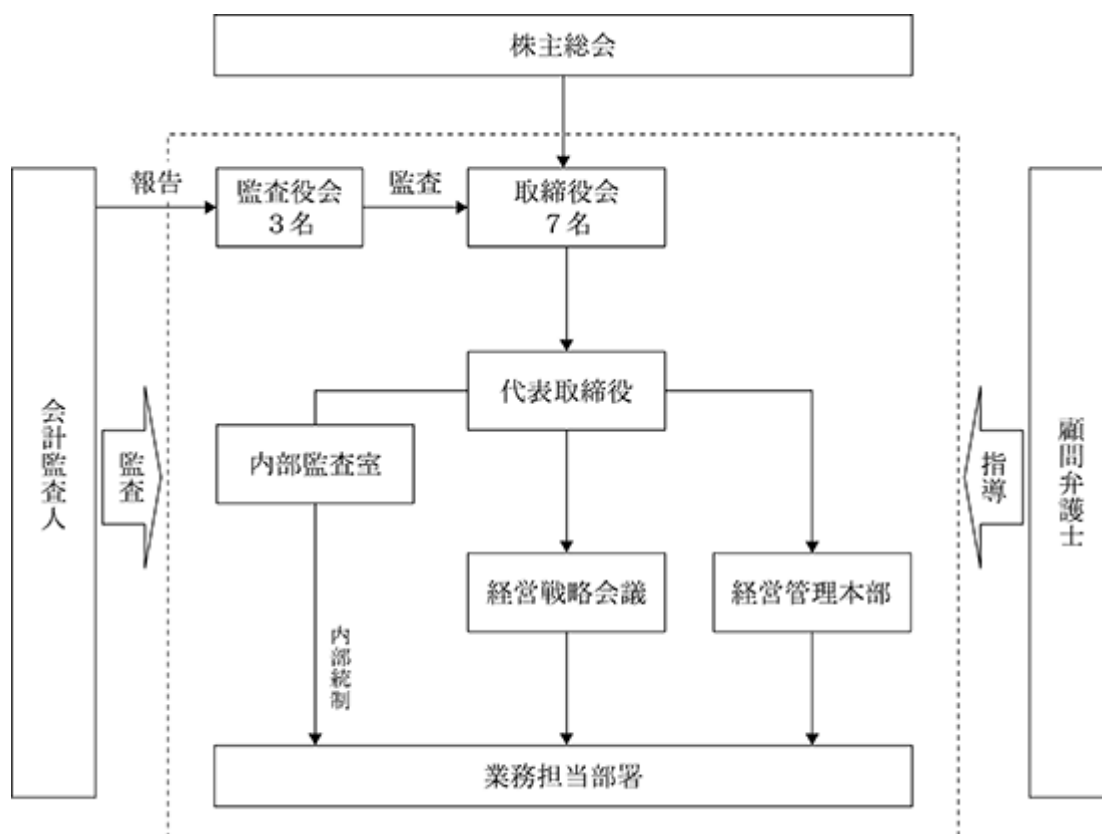 株主総会
報告
監査役会
3名
監査
取締役会
7名
代表取締役
内部監査室
会計監査人
監査
指導
顧問弁護士
経営戦略会議
経営管理本部
内部統制
業務担当部署